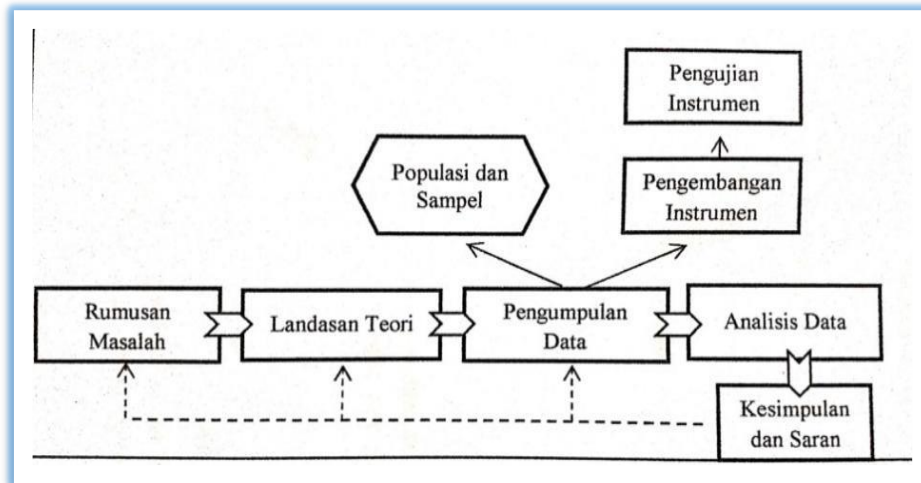 Pengujian
Instrumen
Populasi dan
Sampel
Pengembangan
Instrumen
Rumusan
Masalah
Landasan Teori
Pengumpulan
Data
Analisis Data
Kesimpulan
dan Saran